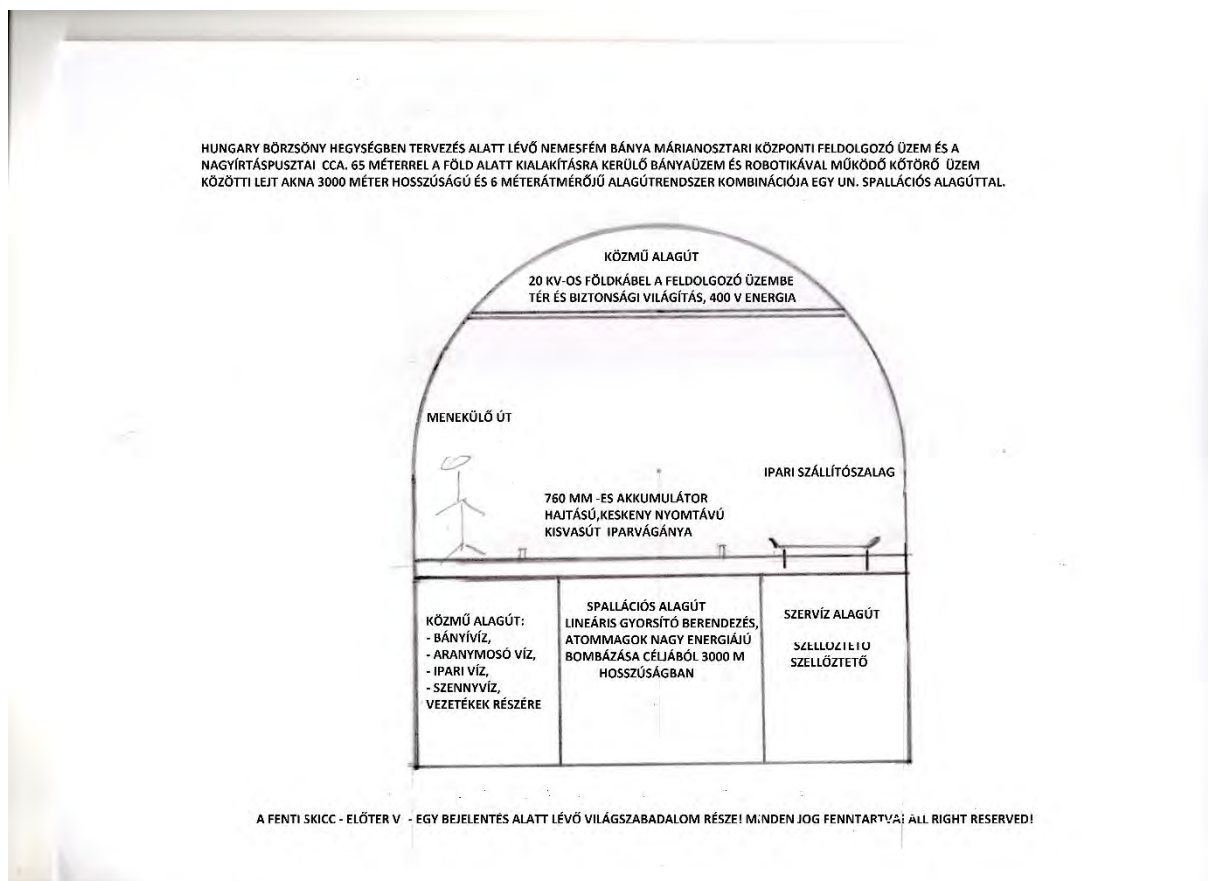 HUNGARY BÖRZSÖNY HEGYSÉGBEN TERVEZÉS ALATT LÉVŐ NEMESFÉM BÁNYA MÁRIANOSZTARI KÖZPONTI FELDOLGOZÓ ÜZEM ÉS A
NAGYÍRTÁSPUSZTAI CCA. 65 MÉTERREL A FÖLD ALATT KIALAKÍTÁSRA KERÜLŐ BÁNYAÜZEM ÉS ROBOTIKÁVAL MŰKÖDŐ KŐTÖRŐ ÜZEM
KÖZÖTTI LEJT AKNA 3000 MÉTER HOSSZÚSÁGÚ ÉS 6 MÉTERÁTMÉRŐJŰ ALAGÚTRENDSZER KOMBINÁCIÓJA EGY UN. SPALLÁCIÓS ALAGÚTTAL.
KÖZMŰ ALAGÚT
20 KV-OS FÖLDKÁBEL A FELDOLGOZÓ ÜZEMBE
TÉR ÉS BIZTONSÁGI VILÁGÍTÁS, 400 V ENERGIA
MENEKÜLŐ ÚT
IPARI SZÁLLÍTÓSZALAG
760 MM -ES AKKUMULÁTOR
HAJTÁSÚ,KESKENY NYOMTÁVÚ
KISVASÚT IPARVÁGÁNYA
KÖZMŰ ALAGÚT:
- BÁNYÍVÍZ,
- ARANYMOSÓ VÍZ,
- IPARI VÍZ,
- SZENNYVÍZ,
VEZETÉKEK RÉSZÉRE
SPALLÁCIÓS ALAGÚT
LINEÁRIS GYORSÍTÓ BERENDEZÉS,
ATOMMAGOK NAGY ENERGIÁJÚ
BOMBÁZÁSA CÉLJÁBÓL 3000 M
HOSSZÚSÁGBAN
SZERVÍZ ALAGÚT
SZELLŐZTETŐ
SZELLŐZTETŐ
A FENTI SKICC - ELŐTER V - EGY BEJELENTÉS ALATT LÉVŐ VILÁGSZABADALOM RÉSZE! MINDEN JOG FENNTARTVA! ALL RIGHT RESERVED!